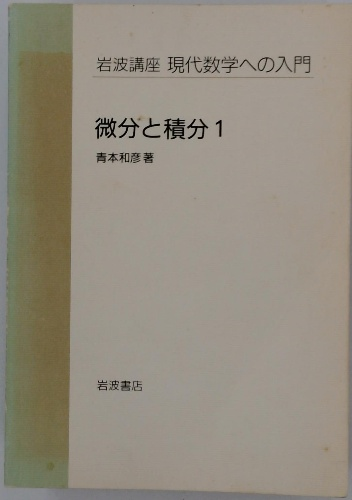 岩波講座 現代数学への入門
微分と積分1
青本和彦著
岩波書店